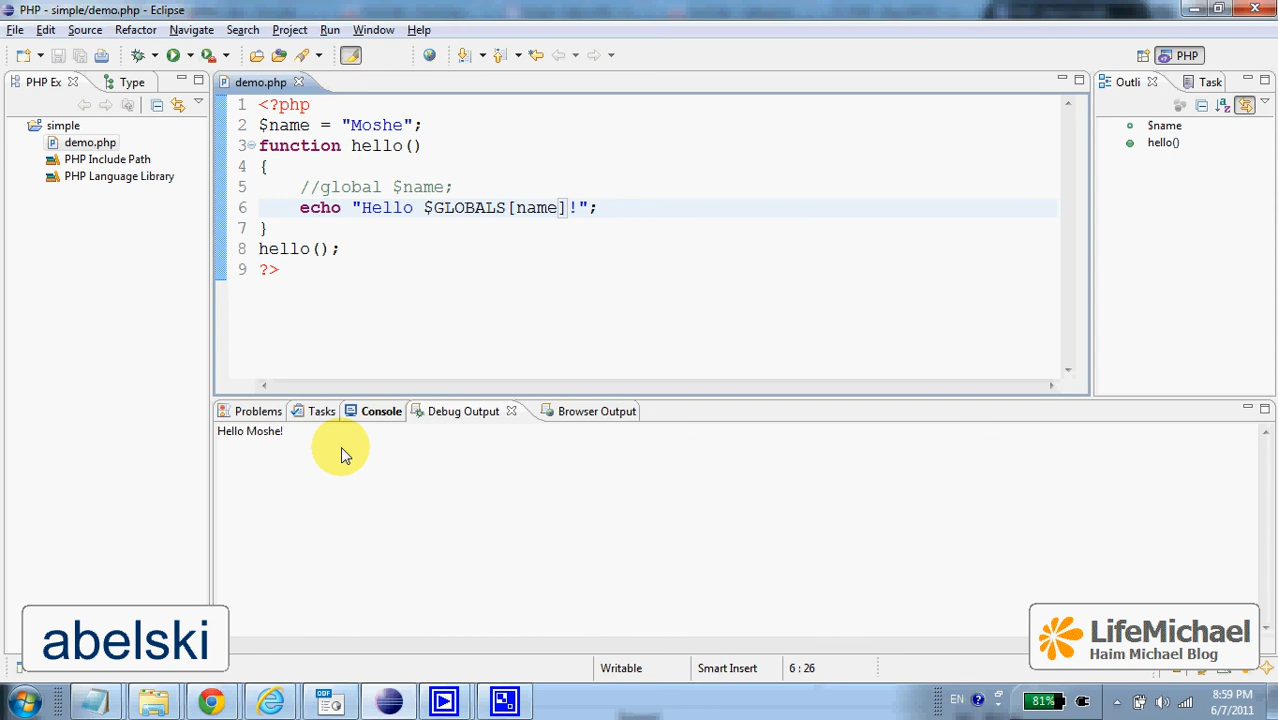 PHP - simple/demo.php - Eclipse
File Edit Source Refactor Navigate Search Project Run Window Help
PHP
PHP Ex Type
demo.php
Outli Task
simple
demo.php
PHP Include Path
PHP Language Library
1 <?php
2 $name = "Moshe";
3 function hello()
4 {
5 //global $name;
6 echo "Hello $GLOBALS[name]!";
7 }
8 hello();
9 ?>
$name
hello()
Problems Tasks Console Debug Output Browser Output
Hello Moshe!
abelski
LifeMichael
Haim Michael Blog
Writable Smart Insert 6 : 26
EN 81% 8:59 PM
6/7/2011